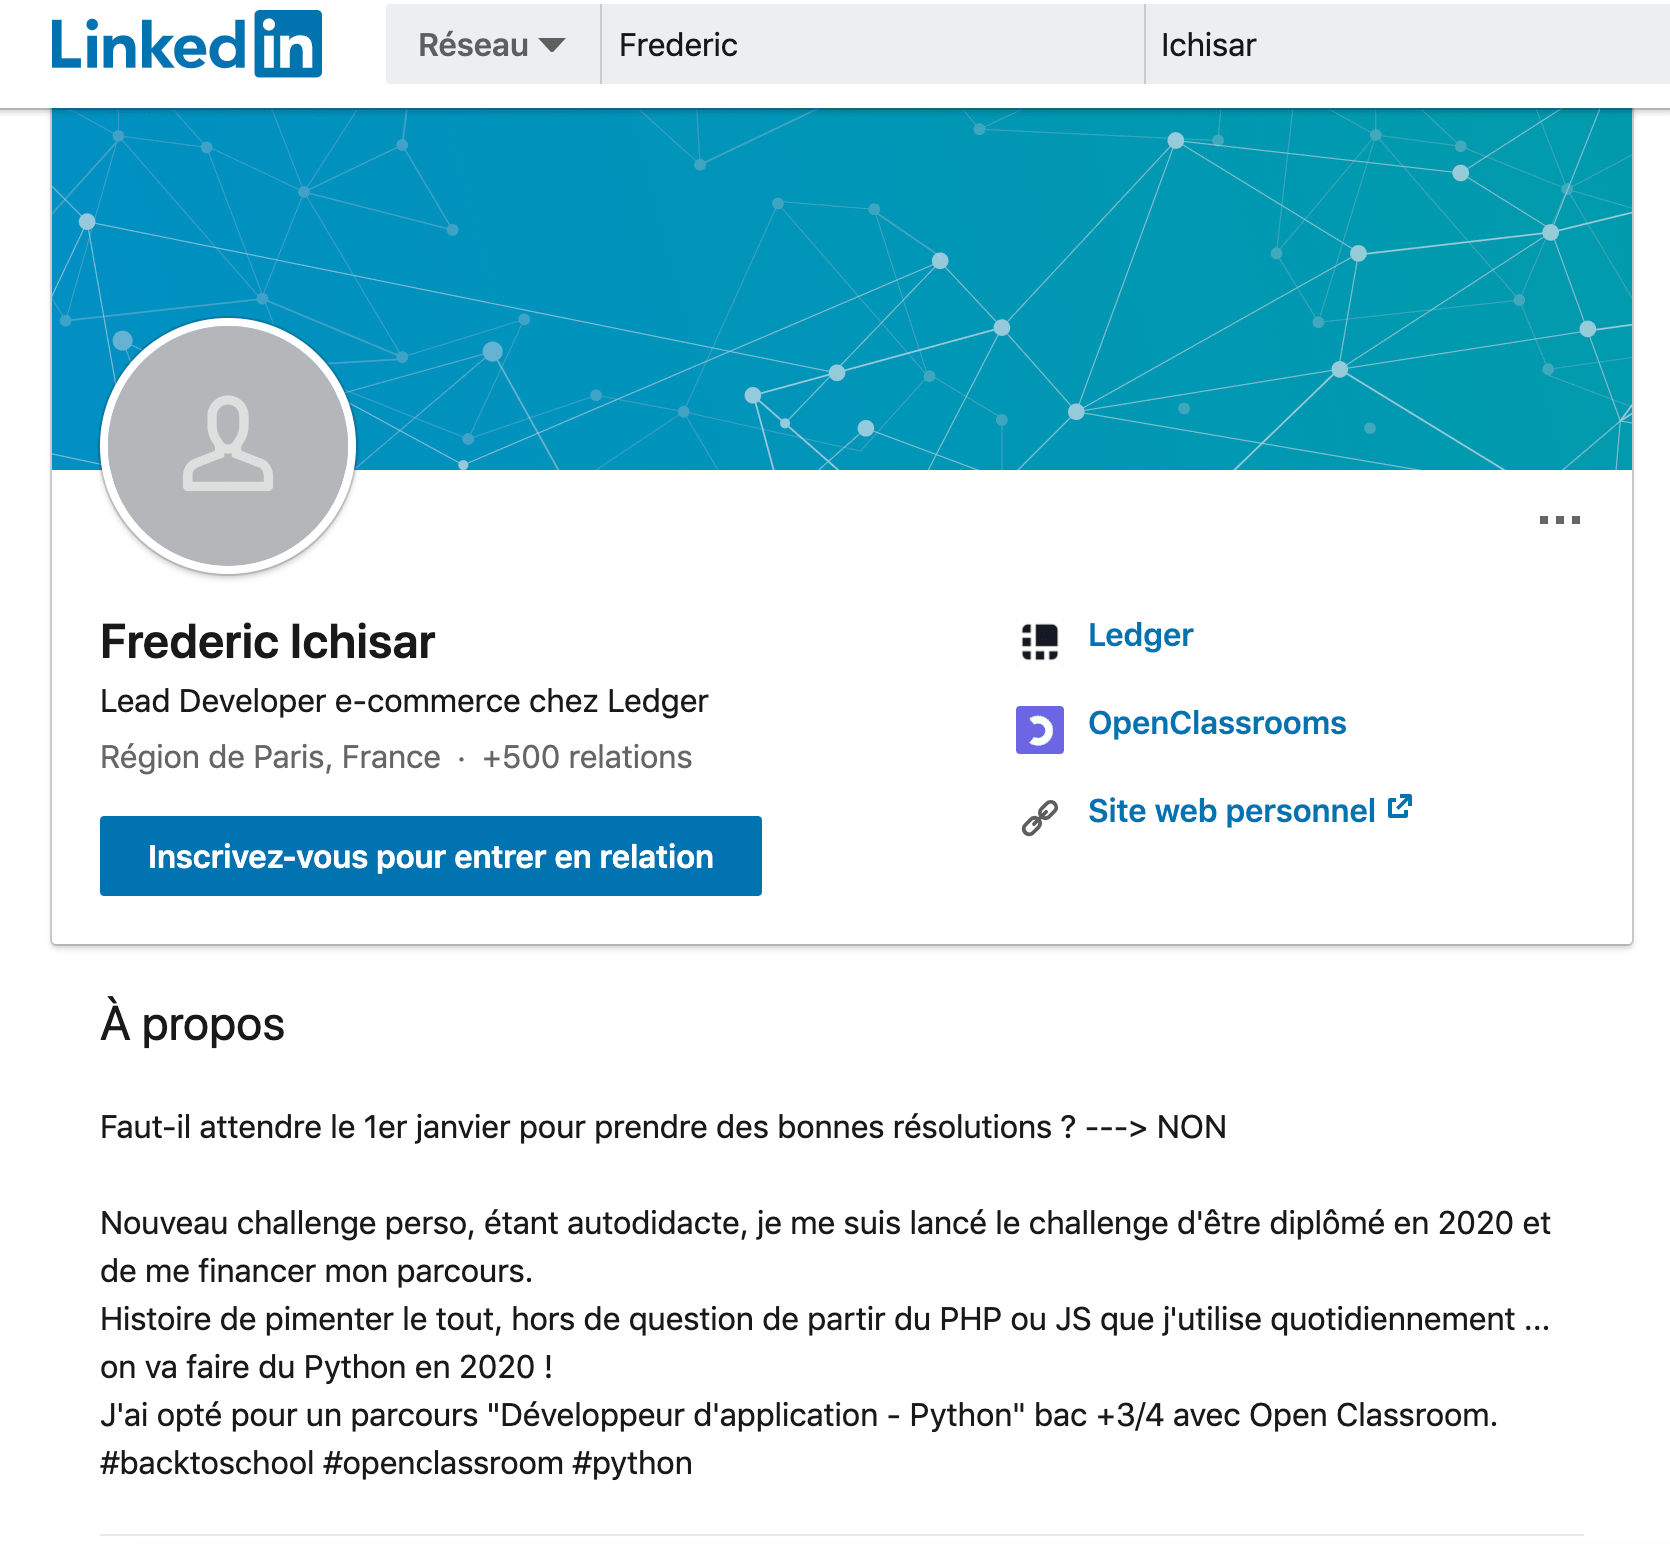 Linkedin
Réseau
Frederic
Ichisar
Frederic Ichisar
Lead Developer e-commerce chez Ledger
Région de Paris, France · +500 relations
Inscrivez-vous pour entrer en relation
Ledger
OpenClassrooms
Site web personnel
À propos
Faut-il attendre le 1er janvier pour prendre des bonnes résolutions ? ---> NON
Nouveau challenge perso, étant autodidacte, je me suis lancé le challenge d'être diplômé en 2020 et
de me financer mon parcours.
Histoire de pimenter le tout, hors de question de partir du PHP ou JS que j'utilise quotidiennement ...
on va faire du Python en 2020 !
J'ai opté pour un parcours "Développeur d'application - Python" bac +3/4 avec Open Classroom.
#backtoschool #openclassroom #python